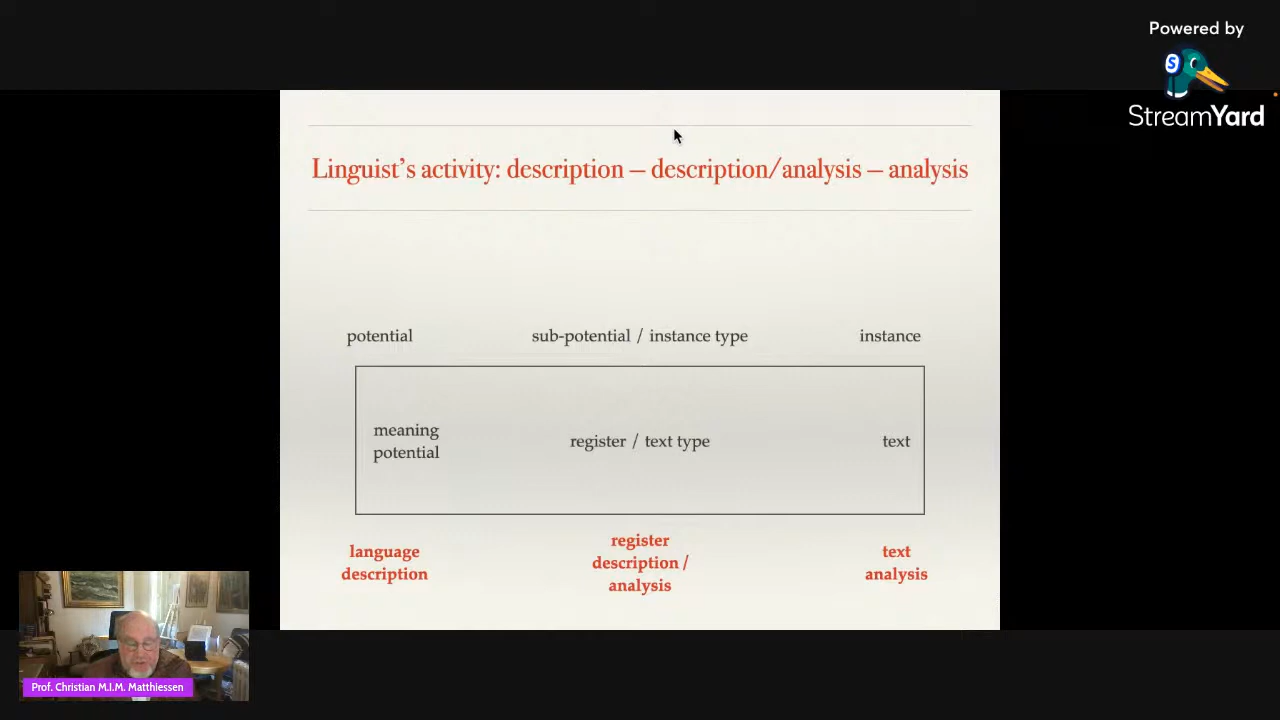 Powered by
S
StreamYard
Linguist's activity: description – description/analysis – analysis
potential sub-potential / instance type instance
meaning
potential
register / text type
text
language
description
register
description /
analysis
text
analysis
Prof. Christian M.I.M. Matthiessen